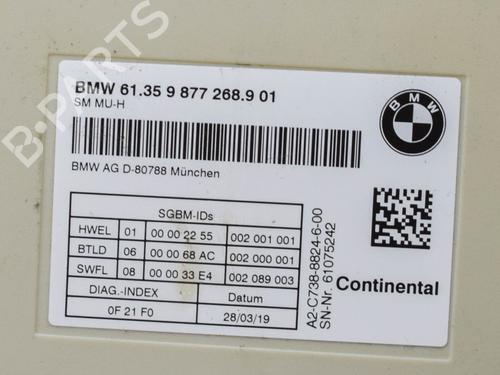 B-PARTS
BMW 61.35 9 877 268.9 01
SM MU-H
BMW
BMW AG D-80788 München
SGBM-IDs
HWEL 01 00 00 22 55 002 001 001
BTLD 06 00 00 68 AC 002 000 001
SWFL 08 00 00 33 E4 002 089 003
DIAG.-INDEX Datum
0F 21 F0 28/03/19
A2-C738-8824-6-00
SN-Nr. 61075242
Continental